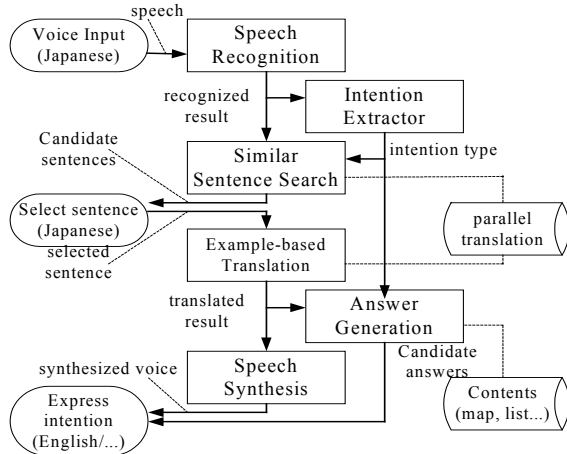 speech
Voice Input
(Japanese)
Speech
Recognition
recognized
result
Intention
Extractor
Candidate
sentences
intention type
Similar
Sentence Search
Select sentence
(Japanese)
parallel
translation
selected
sentence
Example-based
Translation
translated
result
Answer
Generation
Candidate
answers
synthesized voice
Speech
Synthesis
Express
intention
(English/...)
Contents
(map, list...)